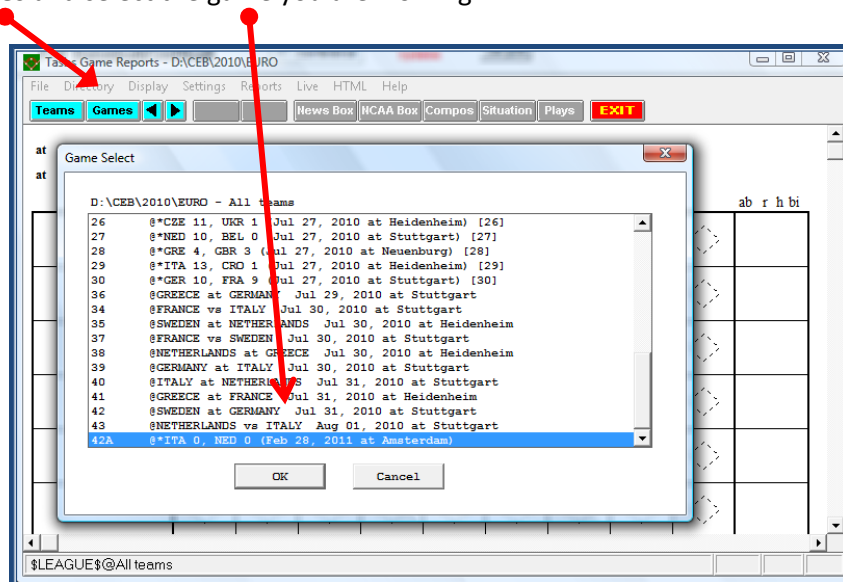 and select the game you are
Tas Game Reports - D:\CEB\2010\EURO
File Directory Display Settings Reports Live HTML Help
Teams Games News Box NCAA Box Compos Situation Plays EXIT
at
at
Game Select
D:\CEB\2010\EURO - All teams
ab r h bi
26 @*CZE 11, UKR 1 (Jul 27, 2010 at Heidenheim) [26]
27 @*NED 10, BEL 0 (Jul 27, 2010 at Stuttgart) [27]
28 @*GRE 4, GBR 3 (Jul 27, 2010 at Neuenburg) [28]
29 @*ITA 13, CRO 1 (Jul 27, 2010 at Heidenheim) [29]
30 @*GER 10, FRA 9 (Jul 27, 2010 at Stuttgart) [30]
36 @GREECE at GERMANY Jul 29, 2010 at Stuttgart
34 @FRANCE vs ITALY Jul 30, 2010 at Stuttgart
35 @SWEDEN at NETHERLANDS Jul 30, 2010 at Heidenheim
37 @FRANCE vs SWEDEN Jul 30, 2010 at Stuttgart
38 @NETHERLANDS at GREECE Jul 30, 2010 at Heidenheim
39 @GERMANY at ITALY Jul 30, 2010 at Stuttgart
40 @ITALY at NETHERLANDS Jul 31, 2010 at Stuttgart
41 @GREECE at FRANCE Jul 31, 2010 at Heidenheim
42 @SWEDEN at GERMANY Jul 31, 2010 at Stuttgart
43 @NETHERLANDS vs ITALY Aug 01, 2010 at Stuttgart
42A @*ITA 0, NED 0 (Feb 28, 2011 at Amsterdam)
OK Cancel
$LEAGUE$@All teams